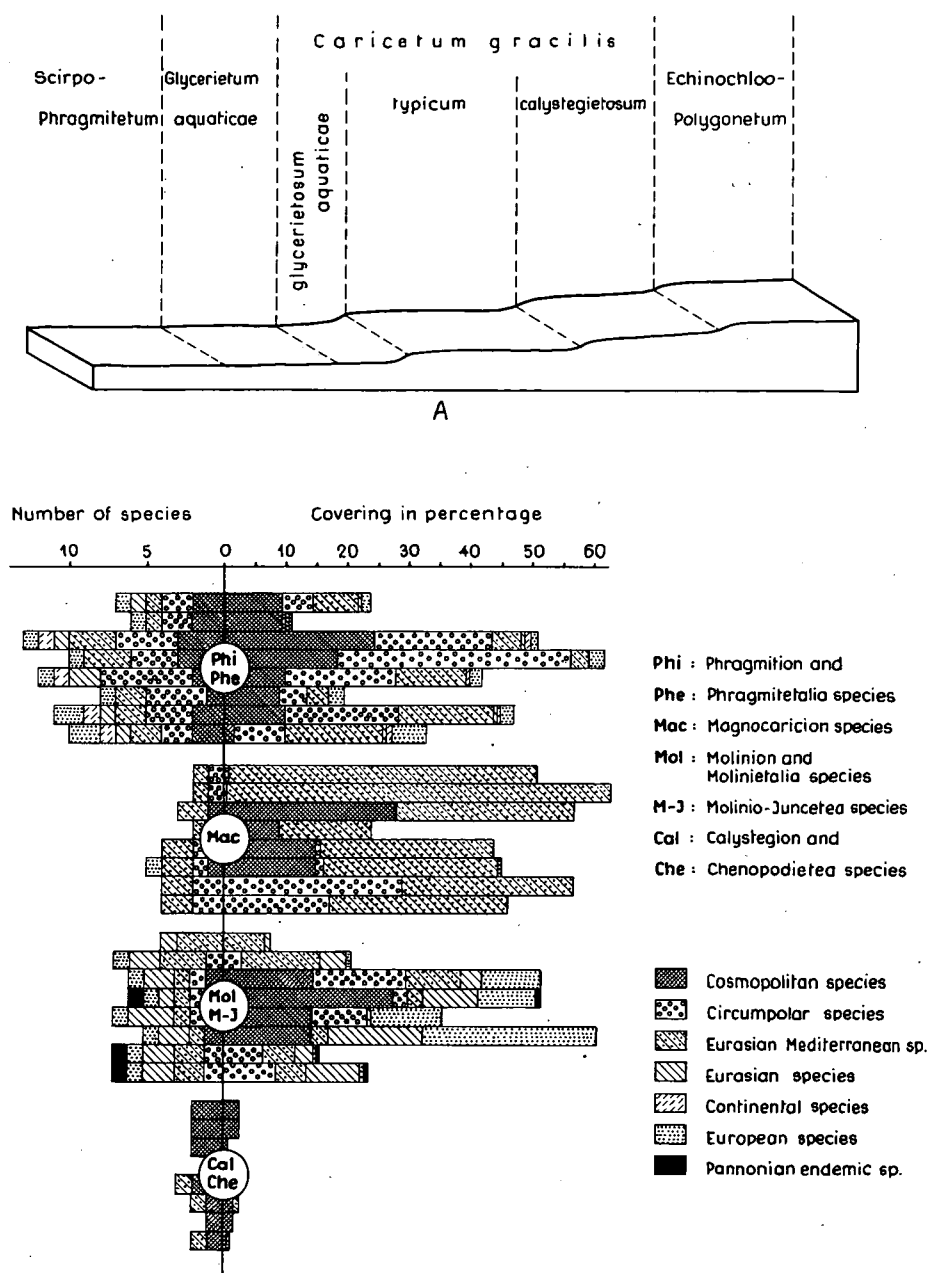 Caricetum gracilis
Scirpo-
Phragmitetum
Glycerietum
aquaticae
glycerietosum
aquaticae
typicum
calystegietosum
Echinochloo-
Polygonetum
A
Number of species
Covering in percentage
10 5 0 10 20 30 40 50 60
Phi
Phe
Mac
Mol
M-J
Cal
Che
Phi : Phragmition and
Phe : Phragmitetalia species
Mac : Magnocaricion species
Mol : Molinion and
Molinietalia species
M-J : Molinio-Juncetea species
Cal : Calystegion and
Che : Chenopodietea species
Cosmopolitan species
Circumpolar species
Eurasian Mediterranean sp.
Eurasian species
Continental species
European species
Pannonian endemic sp.